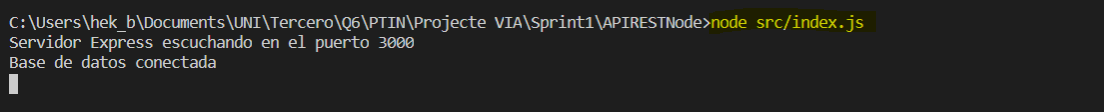 C:\Users\hek_b\Documents\UNI\Tercero\Q6\PTIN\Projecte VIA\Sprint1\APIRESTNode>node src/index.js
Servidor Express escuchando en el puerto 3000
Base de datos conectada